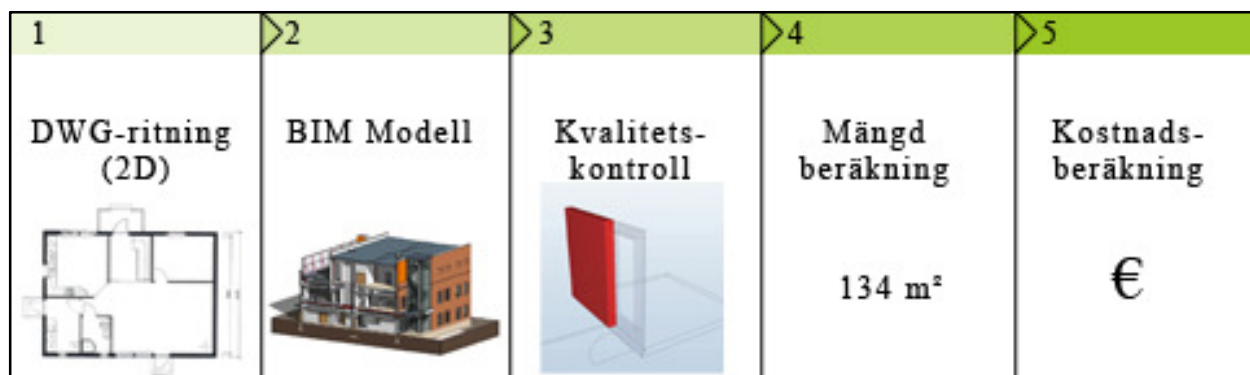 1
2
3
4
5
DWG-ritning
(2D)
BIM Modell
Kvalitets-
kontroll
Mängd
beräkning
134 m²
Kostnads-
beräkning
€